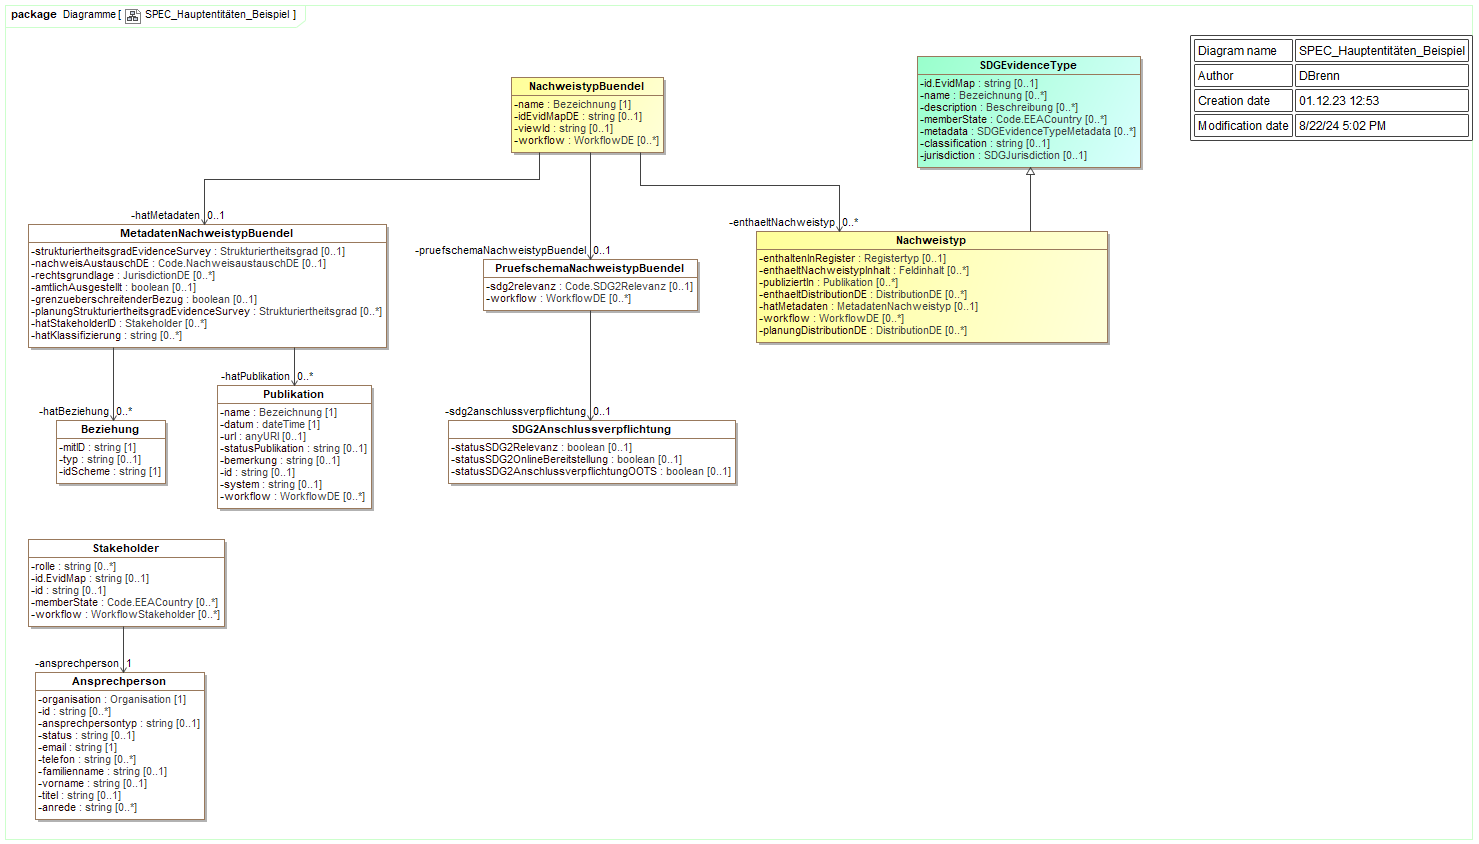 package Diagramme [ SPEC_Hauptentitäten_Beispiel ]
Diagram name SPEC_Hauptentitäten_Beispiel
Author DBrenn
Creation date 01.12.23 12:53
Modification date 8/22/24 5:02 PM
SDGEvidenceType
-id.EvidMap : string [0..1]
-name : Bezeichnung [0..*]
-description : Beschreibung [0..*]
-memberState : Code.EEACountry [0..*]
-metadata : SDGEvidenceTypeMetadata [0..*]
-classification : string [0..1]
-jurisdiction : SDGJurisdiction [0..1]
NachweistypBuendel
-name : Bezeichnung [1]
-idEvidMapDE : string [0..1]
-viewId : string [0..1]
-workflow : WorkflowDE [0..*]
-hatMetadaten 0..1
-pruefschemaNachweistypBuendel 0..1
-enthaeltNachweistyp 0..*
MetadatenNachweistypBuendel
-strukturiertheitsgradEvidenceSurvey : Strukturiertheitsgrad [0..1]
-nachweisAustauschDE : Code.NachweisaustauschDE [0..1]
-rechtsgrundlage : JurisdictionDE [0..*]
-amtlichAusgestellt : boolean [0..1]
-grenzueberschreitenderBezug : boolean [0..1]
-planungStrukturiertheitsgradEvidenceSurvey : Strukturiertheitsgrad [0..*]
-hatStakeholderID : Stakeholder [0..*]
-hatKlassifizierung : string [0..*]
PruefschemaNachweistypBuendel
-sdg2relevanz : Code.SDG2Relevanz [0..1]
-workflow : WorkflowDE [0..*]
Nachweistyp
-enthaltenInRegister : Registertyp [0..1]
-enthaeltNachweistypInhalt : Feldinhalt [0..*]
-publiziertIn : Publikation [0..*]
-enthaeltDistributionDE : DistributionDE [0..*]
-hatMetadaten : MetadatenNachweistyp [0..1]
-workflow : WorkflowDE [0..*]
-planungDistributionDE : DistributionDE [0..*]
-hatBeziehung 0..*
-hatPublikation 0..*
-sdg2anschlussverpflichtung 0..1
Beziehung
-mitID : string [1]
-typ : string [0..1]
-idScheme : string [1]
Publikation
-name : Bezeichnung [1]
-datum : dateTime [1]
-url : anyURI [0..1]
-statusPublikation : string [0..1]
-bemerkung : string [0..1]
-id : string [0..1]
-system : string [0..1]
-workflow : WorkflowDE [0..*]
SDG2Anschlussverpflichtung
-statusSDG2Relevanz : boolean [0..1]
-statusSDG2OnlineBereitstellung : boolean [0..1]
-statusSDG2AnschlussverpflichtungOOTS : boolean [0..1]
Stakeholder
-rolle : string [0..*]
-id.EvidMap : string [0..1]
-id : string [0..1]
-memberState : Code.EEACountry [0..*]
-workflow : WorkflowStakeholder [0..*]
-ansprechperson 1
Ansprechperson
-organisation : Organisation [1]
-id : string [0..*]
-ansprechpersontyp : string [0..1]
-status : string [0..1]
-email : string [1]
-telefon : string [0..*]
-familienname : string [0..1]
-vorname : string [0..1]
-titel : string [0..1]
-anrede : string [0..*]